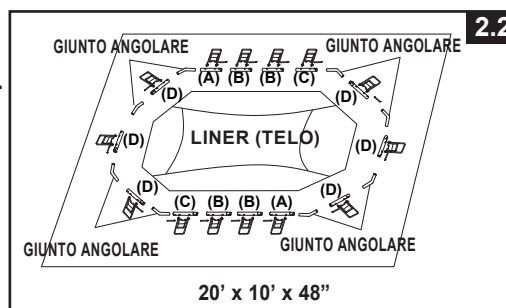 2.2
GIUNTO ANGOLARE GIUNTO ANGOLARE
(A) (B) (B) (C)
(D) (D)
(D) LINER (TELO) (D)
(D) (D)
(C) (B) (B) (A)
GIUNTO ANGOLARE GIUNTO ANGOLARE
20' x 10' x 48”